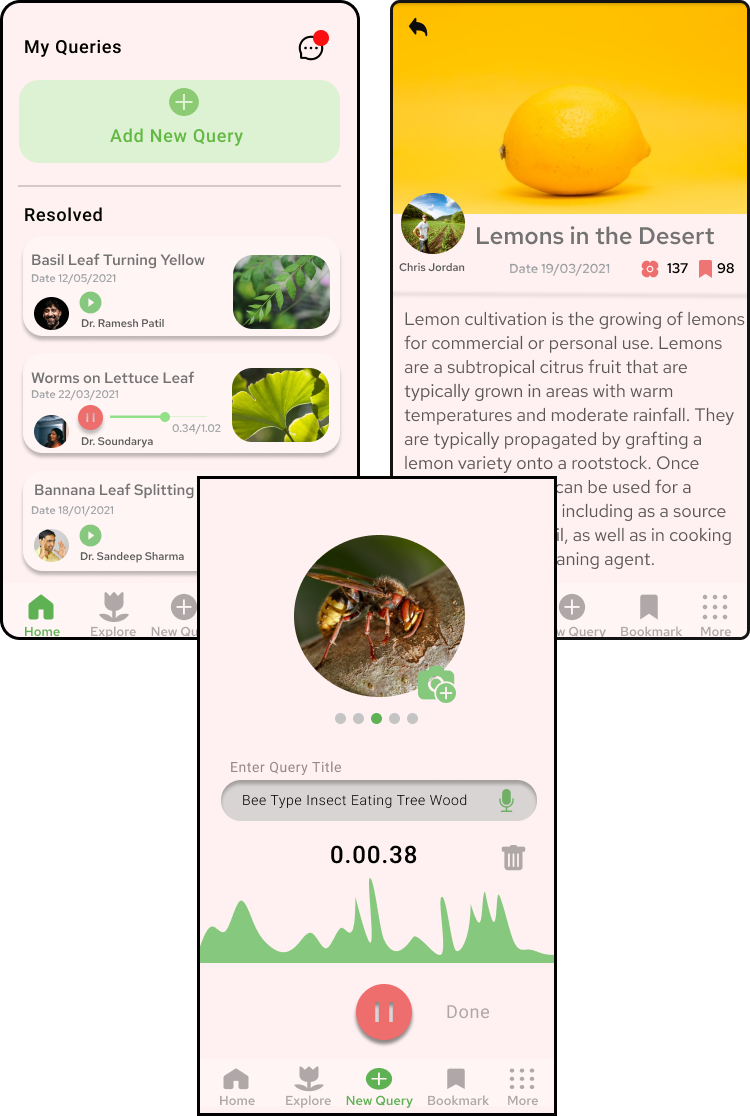 My Queries
Add New Query
Resolved
Basil Leaf Turning Yellow
Date 12/05/2021
Dr. Ramesh Patil
Worms on Lettuce Leaf
Date 22/03/2021
0.34/1.02
Dr. Soundarya
Bannana Leaf Splitting
Date 18/01/2021
Dr. Sandeep Sharma
Home
Explore
New Qu
Lemons in the Desert
Chris Jordan
Date 19/03/2021
137
98
Lemon cultivation is the growing of lemons
for commercial or personal use. Lemons
are a subtropical citrus fruit that are
typically grown in areas with warm
temperatures and moderate rainfall. They
are typically propagated by grafting a
lemon variety onto a rootstock. Once
can be used for a
including as a source
il, as well as in cooking
aning agent.
w Query
Bookmark
More
Enter Query Title
Bee Type Insect Eating Tree Wood
0.00.38
Done
Home
Explore
New Query
Bookmark
More